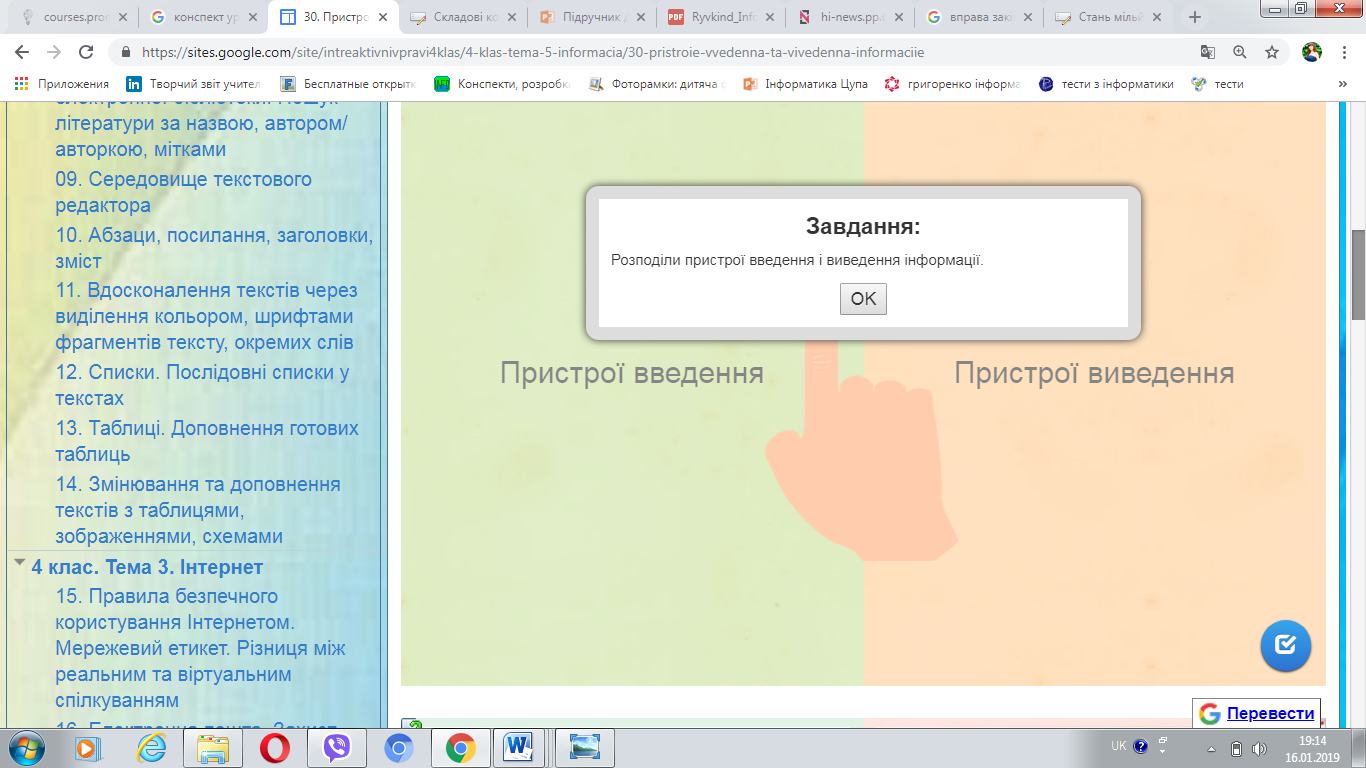 courses.pror
конспект ур
30. Пристро
Складові ко
Підручник д
Ryvkind_Info
hi-news.pp.
вправа закі
Стань мільй
https://sites.google.com/site/intreaktivnivpravi4klas/4-klas-tema-5-informacia/30-pristroie-vvedenna-ta-vivedenna-informaciie
Приложения
Творчий звіт учител
Бесплатные открытк
Конспекти, розробк
Фоторамки: дитяча с
Інформатика Цупа
григоренко інформа
тести з інформатики
тести
»
літератури за назвою, автором/
авторкою, мітками
09. Середовище текстового
редактора
10. Абзаци, посилання, заголовки,
зміст
11. Вдосконалення текстів через
виділення кольором, шрифтами
фрагментів тексту, окремих слів
12. Списки. Послідовні списки у
текстах
13. Таблиці. Доповнення готових
таблиць
14. Змінювання та доповнення
текстів з таблицями,
зображеннями, схемами
4 клас. Тема 3. Інтернет
15. Правила безпечного
користування Інтернетом.
Мережевий етикет. Різниця між
реальним та віртуальним
спілкуванням
Завдання:
Розподіли пристрої введення і виведення інформації.
OK
Пристрої введення
Пристрої виведення
Перевести
UK
19:14
16.01.2019